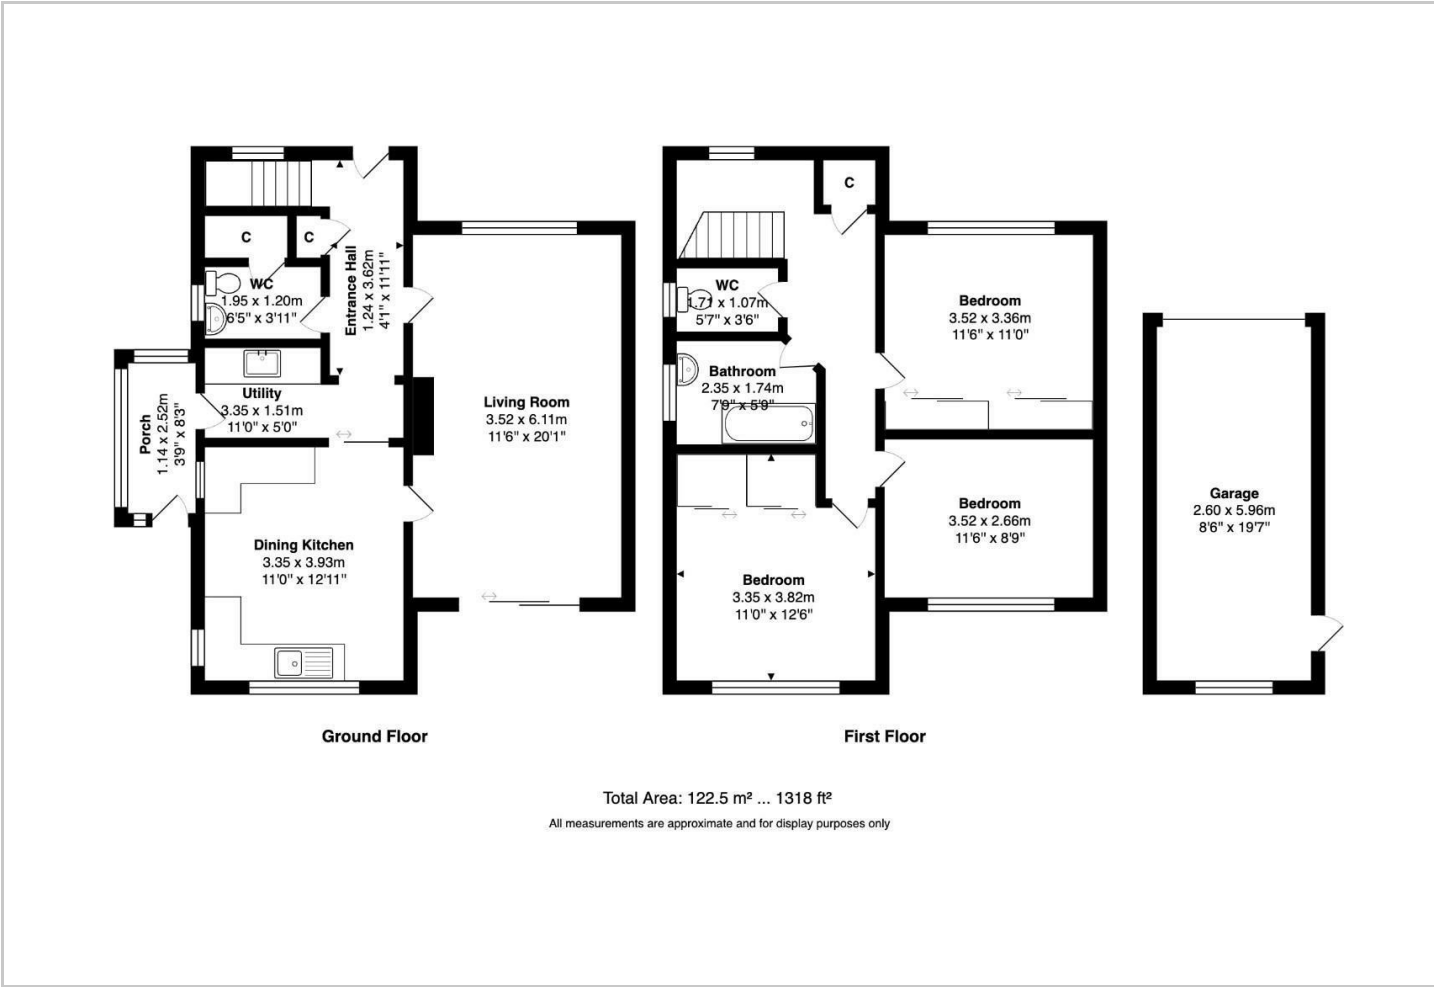 C
C
WC
1.95 x 1.20m
6'5" x 3'11"
Entrance Hall
1.24 x 3.62m
4'1" x 11'11"
Utility
3.35 x 1.51m
11'0" x 5'0"
Porch
1.14 x 2.52m
3'9" x 8'3"
Living Room
3.52 x 6.11m
11'6" x 20'1"
Dining Kitchen
3.35 x 3.93m
11'0" x 12'11"
Ground Floor
C
WC
1.71 x 1.07m
5'7" x 3'6"
Bathroom
2.35 x 1.74m
7'9" x 5'9"
Bedroom
3.52 x 3.36m
11'6" x 11'0"
Bedroom
3.52 x 2.66m
11'6" x 8'9"
Bedroom
3.35 x 3.82m
11'0" x 12'6"
First Floor
Garage
2.60 x 5.96m
8'6" x 19'7"
Total Area: 122.5 m² ... 1318 ft²
All measurements are approximate and for display purposes only